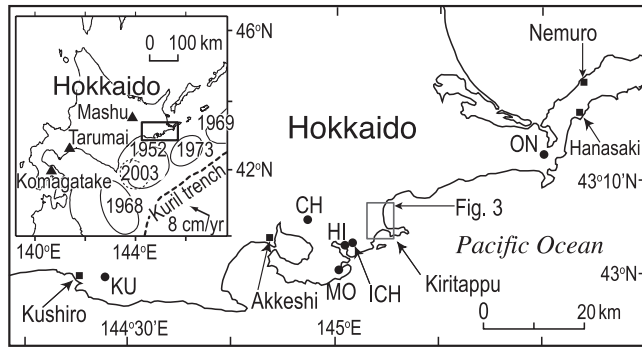 0 100 km
46°N
Hokkaido
Mashu
1969
Tarumai
1952
1973
2003
Komagatake
42°N
1968
Kuril trench
8 cm/yr
140°E
144°E
Nemuro
Hokkaido
ON
Hanasaki
43°10'N
CH
Fig. 3
HI
Pacific Ocean
KU
Akkeshi
MO
ICH
Kiritappu
43°N
Kushiro
144°30'E
145°E
0 20 km